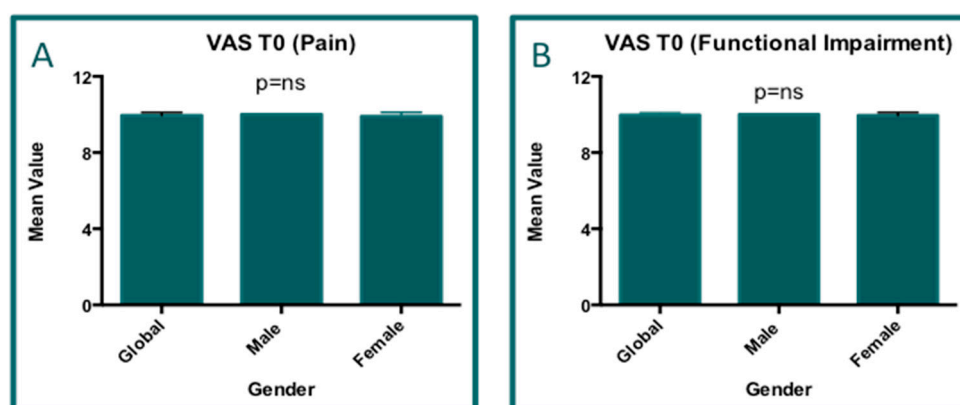 A
VAS T0 (Pain)
p=ns
12
8
4
0
Mean Value
Global
Male
Female
Gender
B
VAS T0 (Functional Impairment)
p=ns
12
8
4
0
Mean Value
Global
Male
Female
Gender